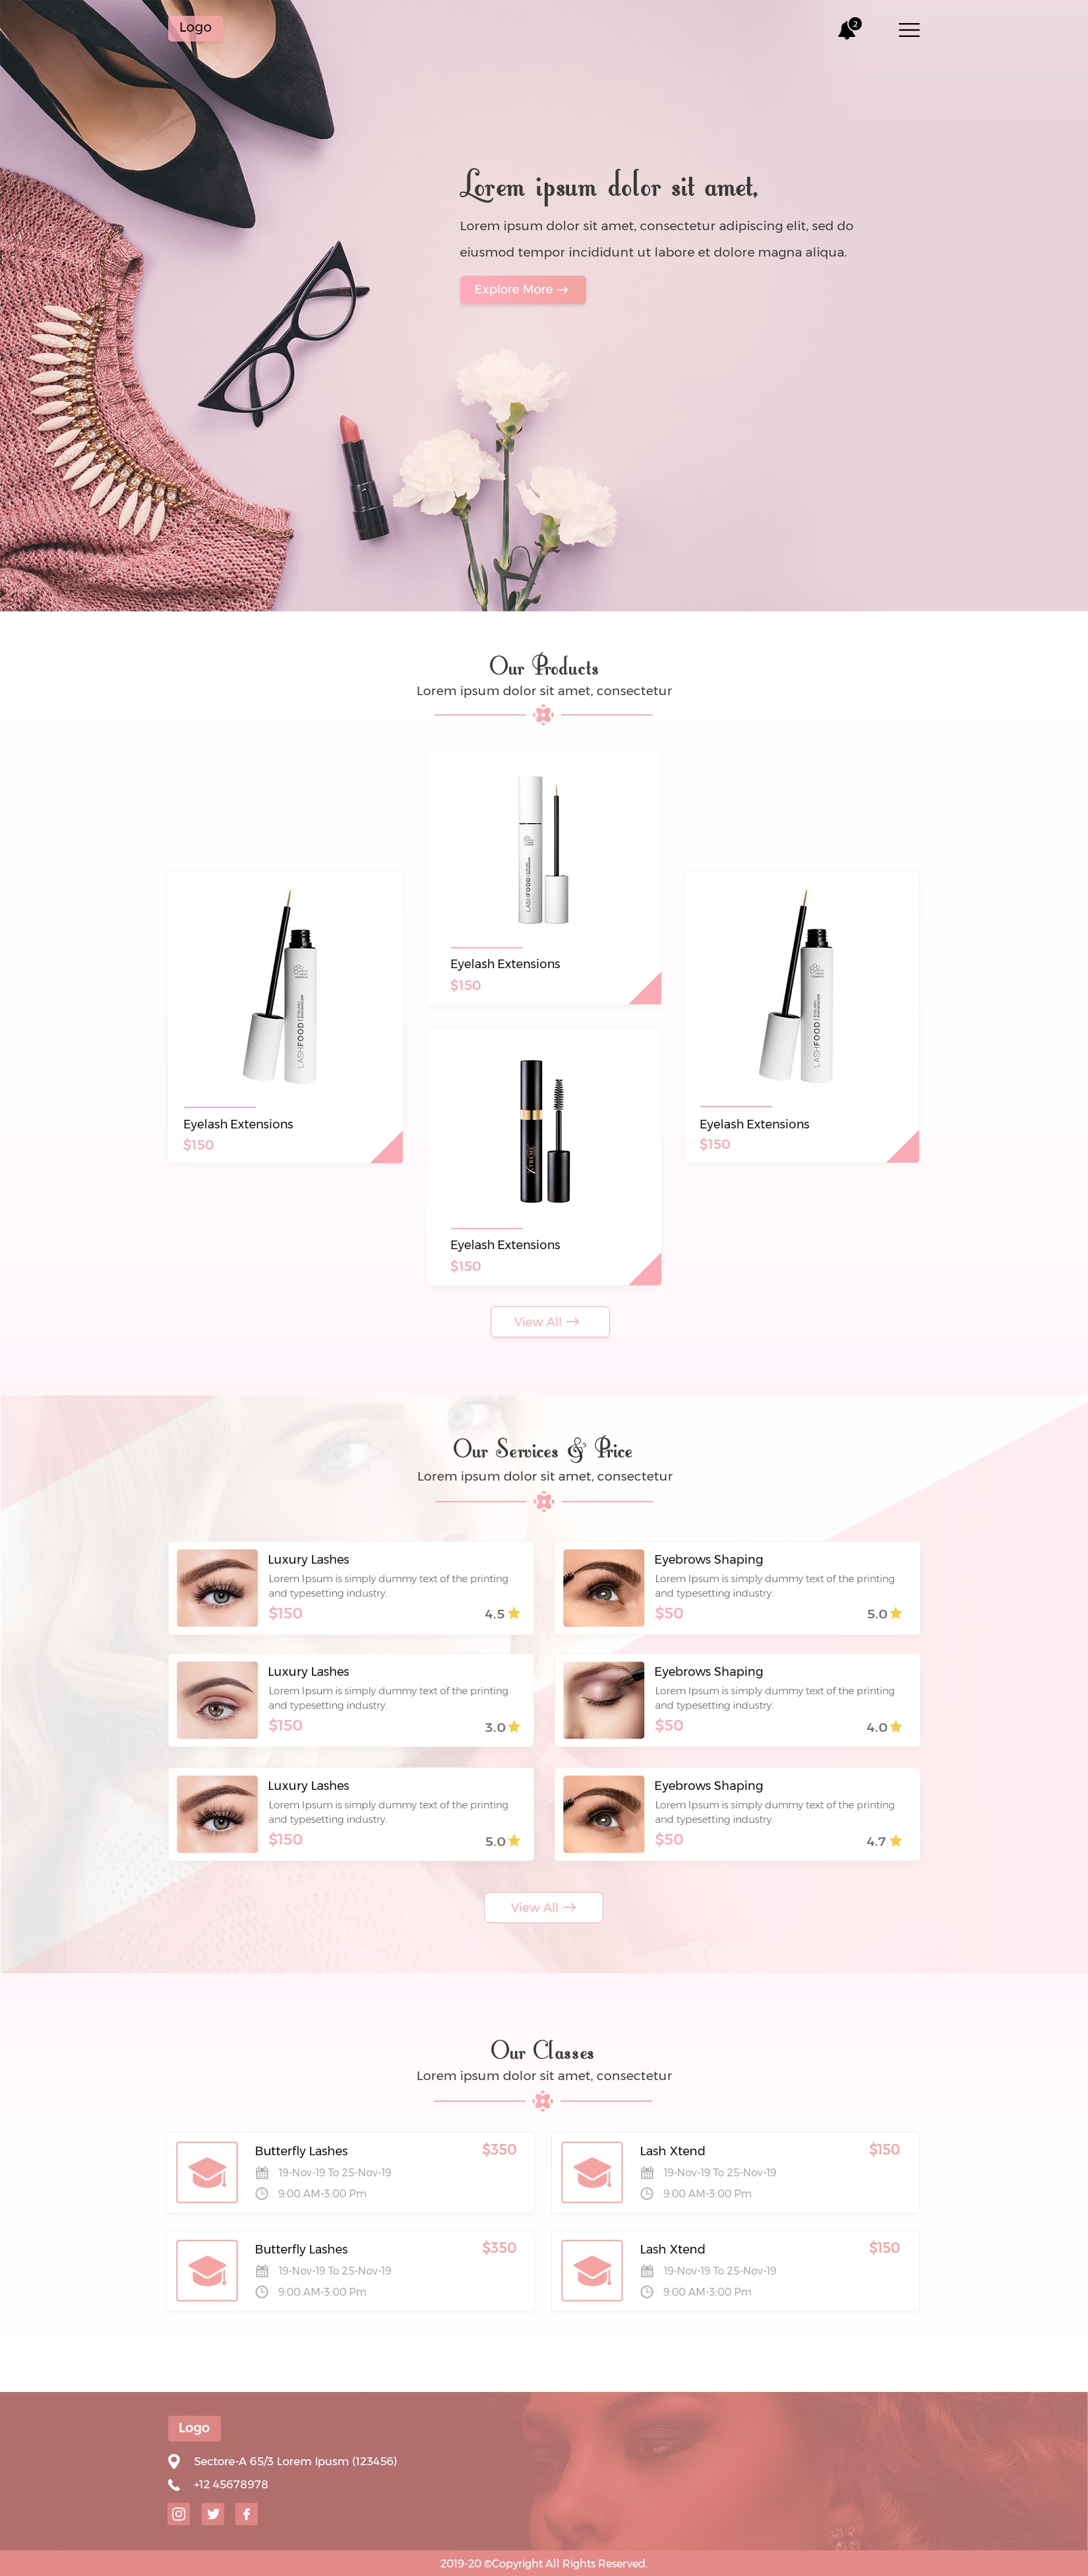 Logo
2
Lorem ipsum dolor sit amet,
Lorem ipsum dolor sit amet, consectetur adipiscing elit, sed do
eiusmod tempor incididunt ut labore et dolore magna aliqua.
Explore More →
Our Products
Lorem ipsum dolor sit amet, consectetur
LASHFOOD
Eyelash Extensions
$150
LASHFOOD EYELASH ENHANCER
Eyelash Extensions
$150
LASHFOOD EYELASH ENHANCER
Eyelash Extensions
$150
XTREME
Eyelash Extensions
$150
View All →
Our Services & Price
Lorem ipsum dolor sit amet, consectetur
Luxury Lashes
Lorem Ipsum is simply dummy text of the printing
and typesetting industry.
$150 4.5
Eyebrows Shaping
Lorem Ipsum is simply dummy text of the printing
and typesetting industry.
$50 5.0
Luxury Lashes
Lorem Ipsum is simply dummy text of the printing
and typesetting industry.
$150 3.0
Eyebrows Shaping
Lorem Ipsum is simply dummy text of the printing
and typesetting industry.
$50 4.0
Luxury Lashes
Lorem Ipsum is simply dummy text of the printing
and typesetting industry.
$150 5.0
Eyebrows Shaping
Lorem Ipsum is simply dummy text of the printing
and typesetting industry.
$50 4.7
View All →
Our Classes
Lorem ipsum dolor sit amet, consectetur
Butterfly Lashes $350
19-Nov-19 To 25-Nov-19
9:00 AM-3:00 Pm
Lash Xtend $150
19-Nov-19 To 25-Nov-19
9:00 AM-3:00 Pm
Butterfly Lashes $350
19-Nov-19 To 25-Nov-19
9:00 AM-3:00 Pm
Lash Xtend $150
19-Nov-19 To 25-Nov-19
9:00 AM-3:00 Pm
Logo
Sectore-A 65/3 Lorem Ipusm (123456)
+12 45678978
2019-20 ©Copyright All Rights Reserved.